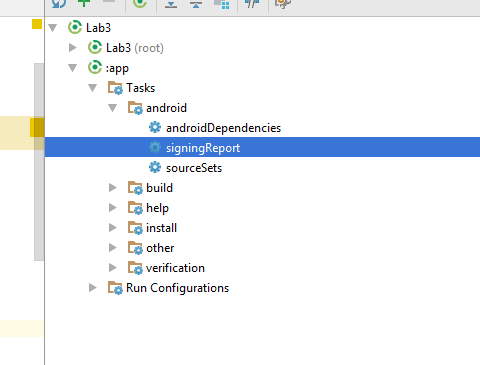 Lab3
Lab3 (root)
:app
Tasks
android
androidDependencies
signingReport
sourceSets
build
help
install
other
verification
Run Configurations